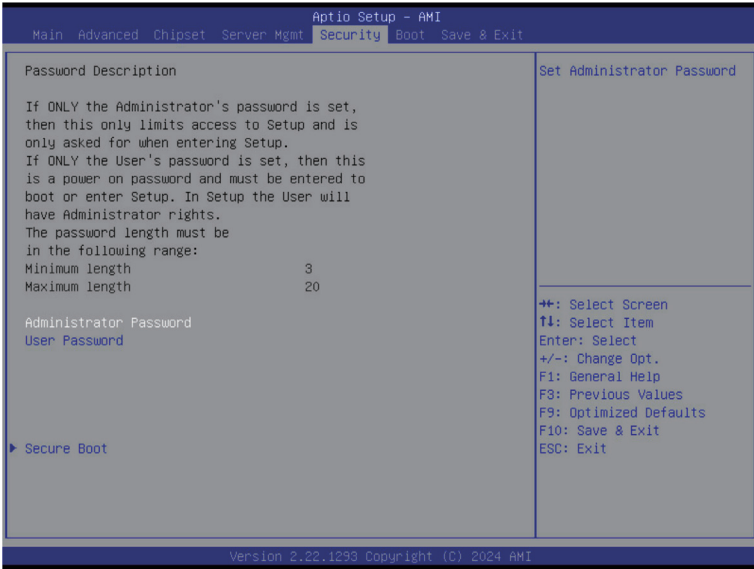 Aptio Setup - AMI
Main Advanced Chipset Server Mgmt Security Boot Save & Exit
Password Description
If ONLY the Administrator's password is set,
then this only limits access to Setup and is
only asked for when entering Setup.
If ONLY the User's password is set, then this
is a power on password and must be entered to
boot or enter Setup. In Setup the User will
have Administrator rights.
The password length must be
in the following range:
Minimum length 3
Maximum length 20
Administrator Password
User Password
Secure Boot
Set Administrator Password
→←: Select Screen
↑↓: Select Item
Enter: Select
+/-: Change Opt.
F1: General Help
F3: Previous Values
F9: Optimized Defaults
F10: Save & Exit
ESC: Exit
Version 2.22.1293 Copyright (C) 2024 AMI